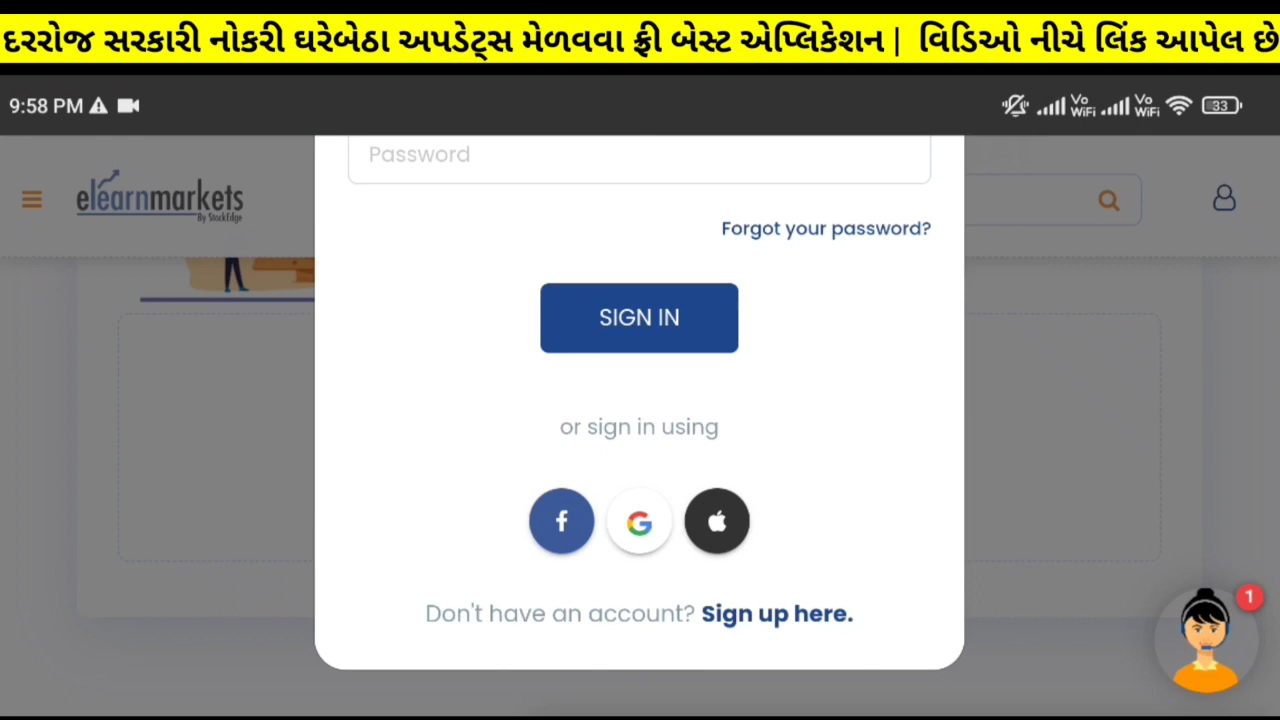 દરરોજ સરકારી નોકરી ઘરેબેઠા અપડેટ્સ મેળવવા ફ્રી બેસ્ટ એપ્લિકેશન | વિડિઓ નીચે લિંક આપેલ છે
9:58 PM Vo WiFi Vo WiFi 33
Password
elearnmarkets
By StockEdge
Forgot your password?
SIGN IN
or sign in using
f G
Don't have an account? Sign up here.
1